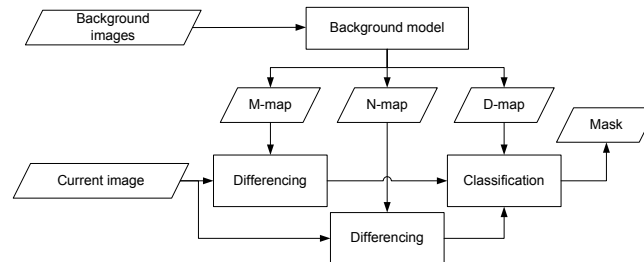 Background
images
Background model
M-map
N-map
D-map
Mask
Current image
Differencing
Classification
Differencing